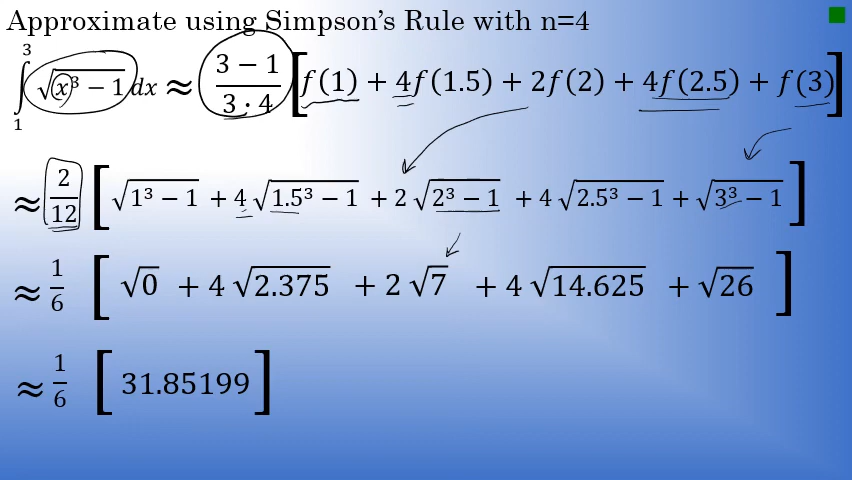 Approximate using Simpson's Rule with n=4
∫₁³ √(x³ − 1) dx ≈ (3 − 1)/(3 · 4) [f(1) + 4f(1.5) + 2f(2) + 4f(2.5) + f(3)]
≈ 2/12 [√(1³ − 1) + 4√(1.5³ − 1) + 2√(2³ − 1) + 4√(2.5³ − 1) + √(3³ − 1)]
≈ 1/6 [√0 + 4√2.375 + 2√7 + 4√14.625 + √26]
≈ 1/6 [31.85199]